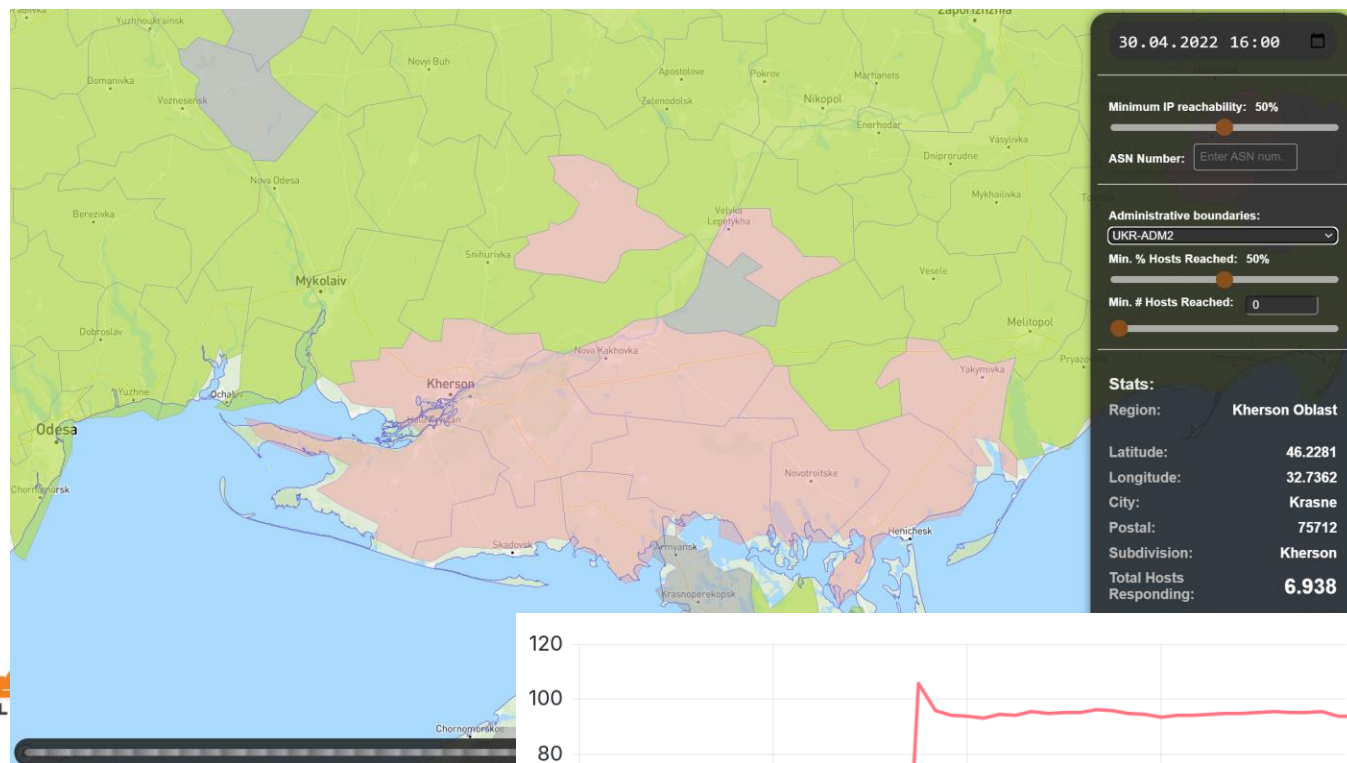 Yuzhnoukrainsk
Zaporizhzhia
Domanivka
Voznesensk
Novyi Buh
Apostolove
Pokrov
Marhanets
Zelenodolsk
Nikopol
Enerhodar
Vasylivka
Dniprorudne
Nova Odesa
Mykhailivka
Berezivka
Velyka
Lepetykha
Snihurivka
Vesele
Mykolaiv
Melitopol
Dobroslav
Nova Kakhovka
Yakymivka
Kherson
Yuzhne
Odesa
Novotroitske
Skadovsk
Henichesk
Armyansk
Krasnoperekopsk
Chornomorskoe
30.04.2022 16:00
Minimum IP reachability: 50%
ASN Number: Enter ASN num.
Administrative boundaries:
UKR-ADM2
Min. % Hosts Reached: 50%
Min. # Hosts Reached: 0
Stats:
Region: Kherson Oblast
Latitude: 46.2281
Longitude: 32.7362
City: Krasne
Postal: 75712
Subdivision: Kherson
Total Hosts
Responding: 6.938
120
100
80
L